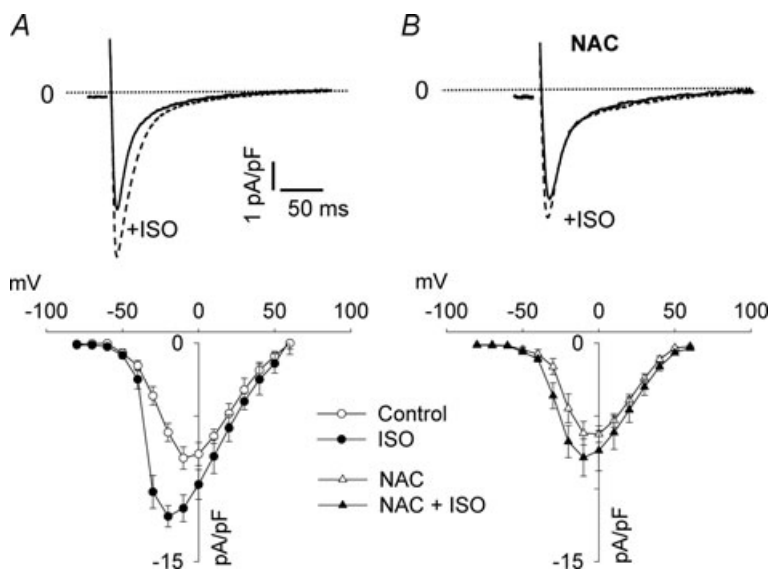 A
B
NAC
0
0
1 pA/pF
50 ms
+ISO
+ISO
mV
-100 -50 0 50 100
mV
-100 -50 0 50 100
0
0
Control
ISO
NAC
NAC + ISO
-15
pA/pF
-15
pA/pF